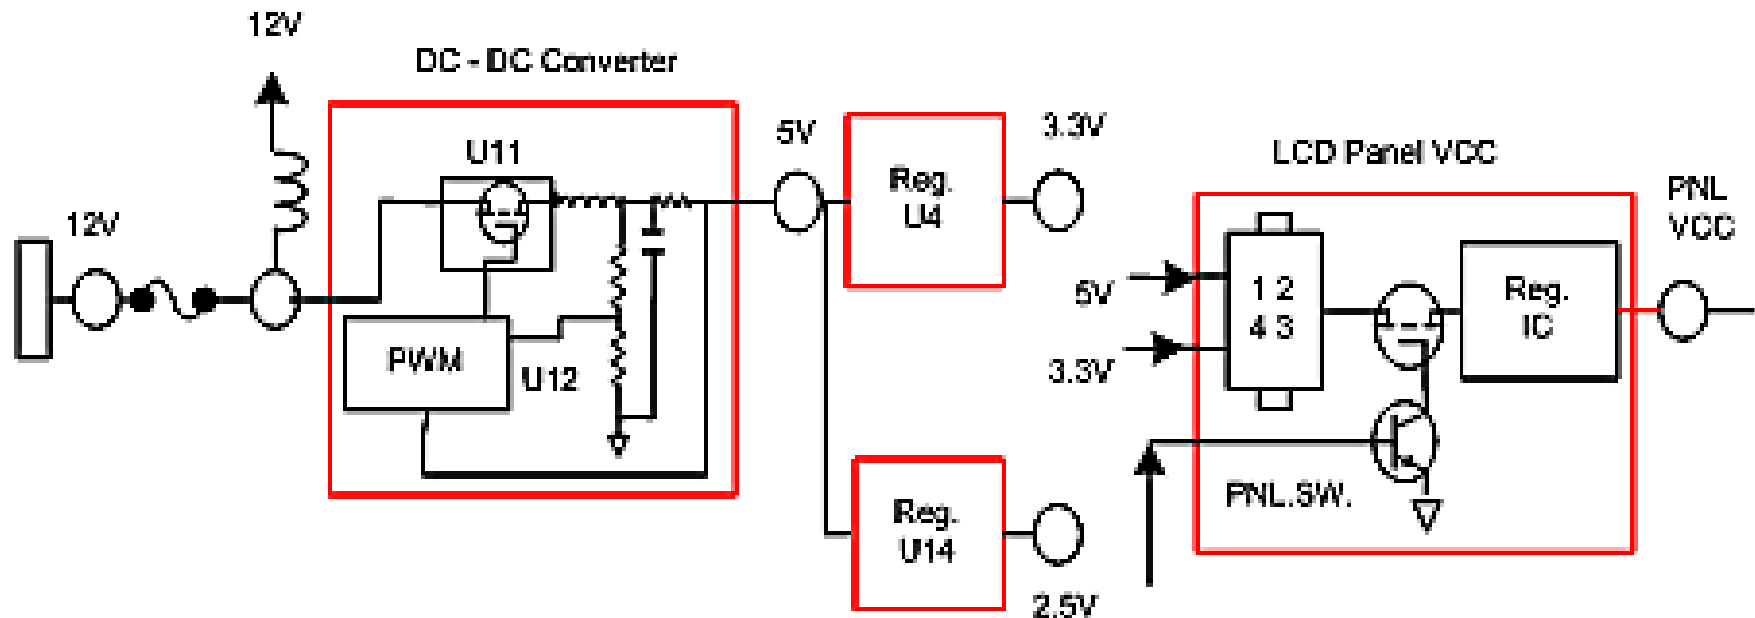 12V
DC - DC Converter
12V
U11
PWM
U12
5V
Reg.
U4
3.3V
Reg.
U14
2.5V
LCD Panel VCC
5V
3.3V
1 2
4 3
Reg.
IC
PNL
VCC
PNL.SW.